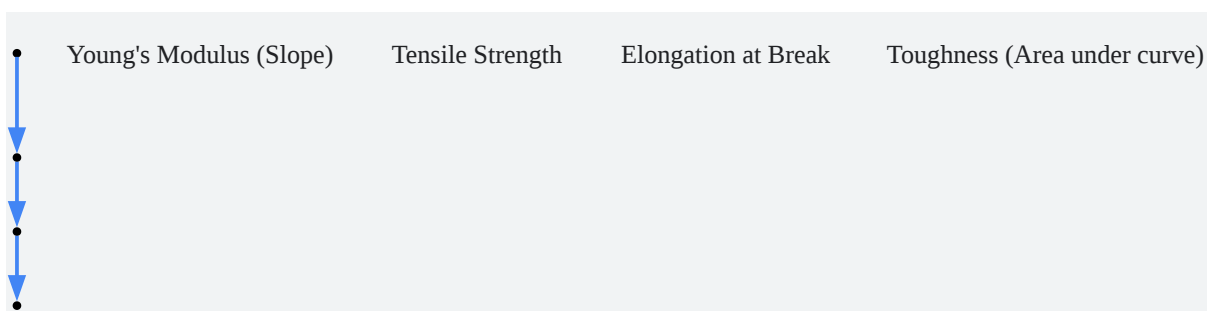 Young's Modulus (Slope) Tensile Strength Elongation at Break Toughness (Area under curve)